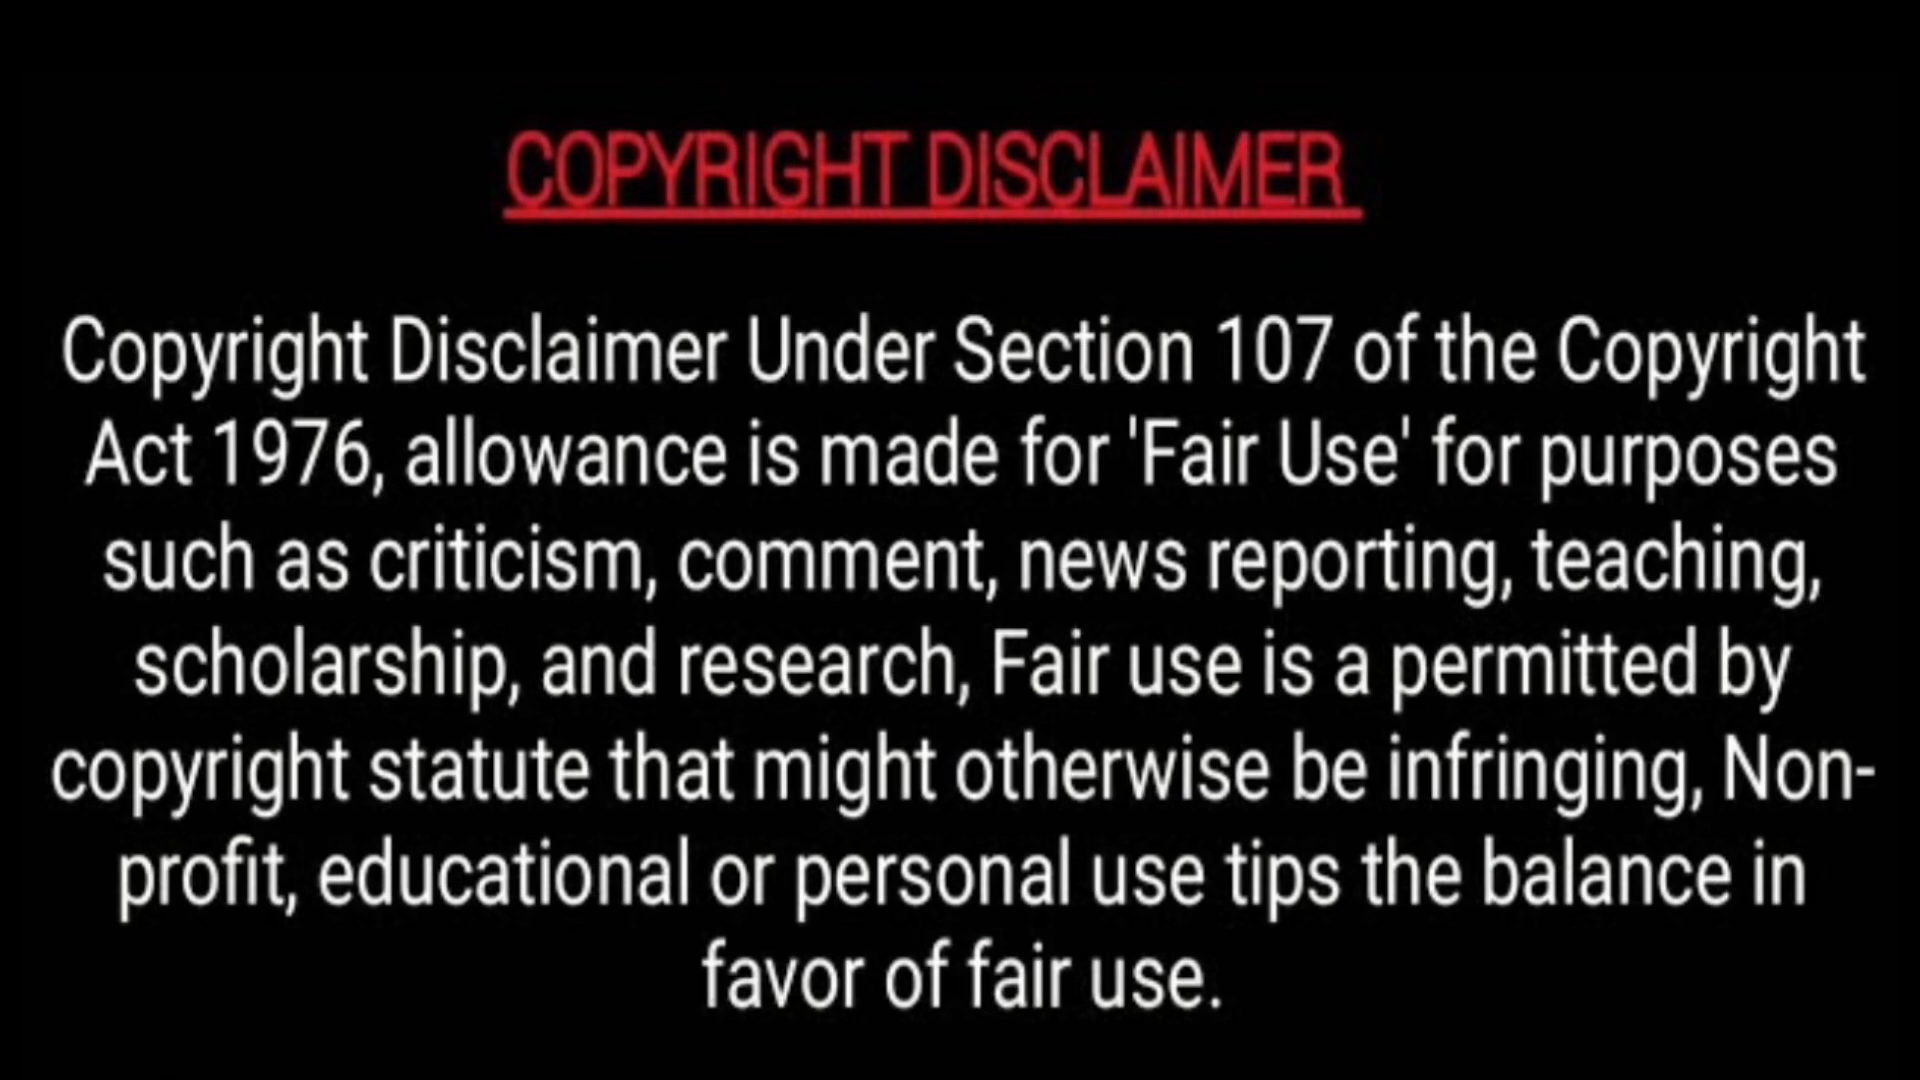 COPYRIGHT DISCLAIMER
Copyright Disclaimer Under Section 107 of the Copyright
Act 1976, allowance is made for 'Fair Use' for purposes
such as criticism, comment, news reporting, teaching,
scholarship, and research, Fair use is a permitted by
copyright statute that might otherwise be infringing, Non-
profit, educational or personal use tips the balance in
favor of fair use.